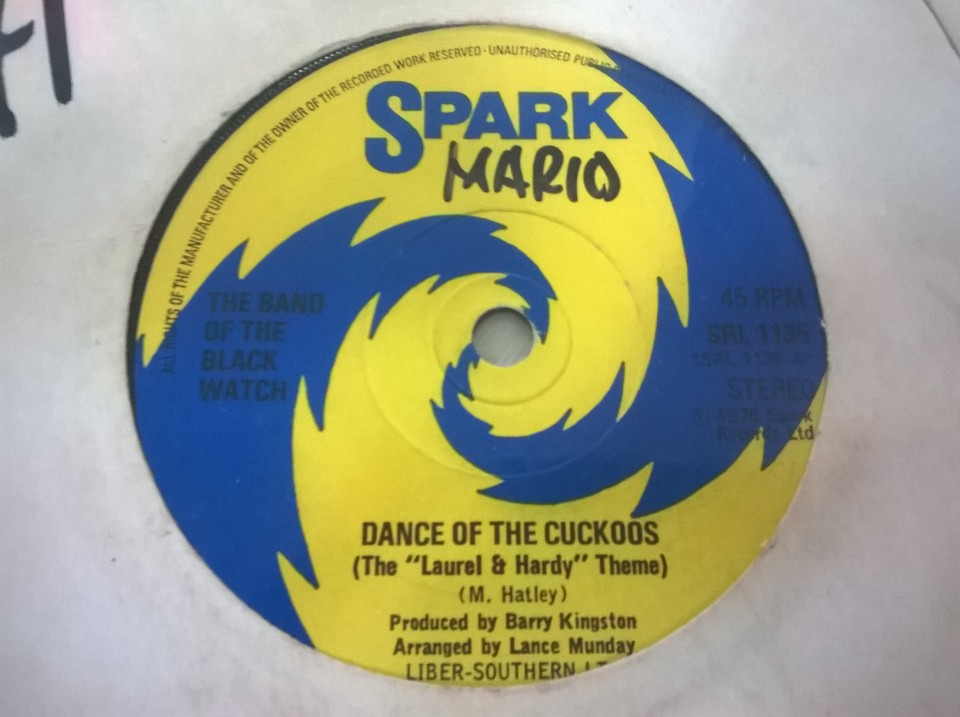 ALL RIGHTS OF THE MANUFACTURER AND OF THE OWNER OF THE RECORDED WORK RESERVED · UNAUTHORISED
SPARK
MARIO
THE BAND
OF THE
BLACK
WATCH
45 RPM
SRL 1135
STEREO
Records Ltd
DANCE OF THE CUCKOOS
(The "Laurel & Hardy" Theme)
(M. Hatley)
Produced by Barry Kingston
Arranged by Lance Munday
LIBER-SOUTHERN